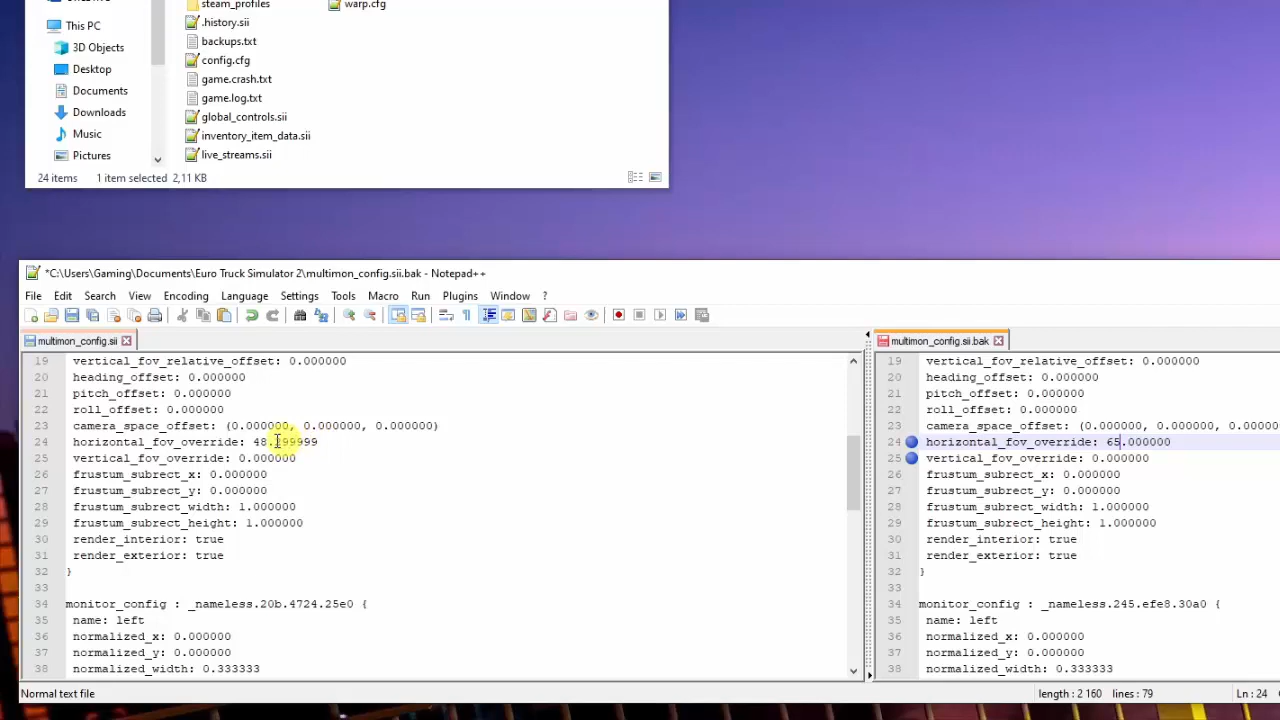 steam_profiles
warp.cfg
This PC
.history.sii
3D Objects
backups.txt
Desktop
config.cfg
Documents
game.crash.txt
Downloads
game.log.txt
global_controls.sii
Music
inventory_item_data.sii
Pictures
live_streams.sii
24 items 1 item selected 2,11 KB
*C:\Users\Gaming\Documents\Euro Truck Simulator 2\multimon_config.sii.bak - Notepad++
File Edit Search View Encoding Language Settings Tools Macro Run Plugins Window ?
multimon_config.sii
19 vertical_fov_relative_offset: 0.000000
20 heading_offset: 0.000000
21 pitch_offset: 0.000000
22 roll_offset: 0.000000
23 camera_space_offset: (0.000000, 0.000000, 0.000000)
24 horizontal_fov_override: 48.299999
25 vertical_fov_override: 0.000000
26 frustum_subrect_x: 0.000000
27 frustum_subrect_y: 0.000000
28 frustum_subrect_width: 1.000000
29 frustum_subrect_height: 1.000000
30 render_interior: true
31 render_exterior: true
32 }
33
34 monitor_config : _nameless.20b.4724.25e0 {
35 name: left
36 normalized_x: 0.000000
37 normalized_y: 0.000000
38 normalized_width: 0.333333
multimon_config.sii.bak
19 vertical_fov_relative_offset: 0.000000
20 heading_offset: 0.000000
21 pitch_offset: 0.000000
22 roll_offset: 0.000000
23 camera_space_offset: (0.000000, 0.000000, 0.00000
24 horizontal_fov_override: 65.000000
25 vertical_fov_override: 0.000000
26 frustum_subrect_x: 0.000000
27 frustum_subrect_y: 0.000000
28 frustum_subrect_width: 1.000000
29 frustum_subrect_height: 1.000000
30 render_interior: true
31 render_exterior: true
32 }
33
34 monitor_config : _nameless.245.efe8.30a0 {
35 name: left
36 normalized_x: 0.000000
37 normalized_y: 0.000000
38 normalized_width: 0.333333
Normal text file
length : 2 160 lines : 79
Ln : 24